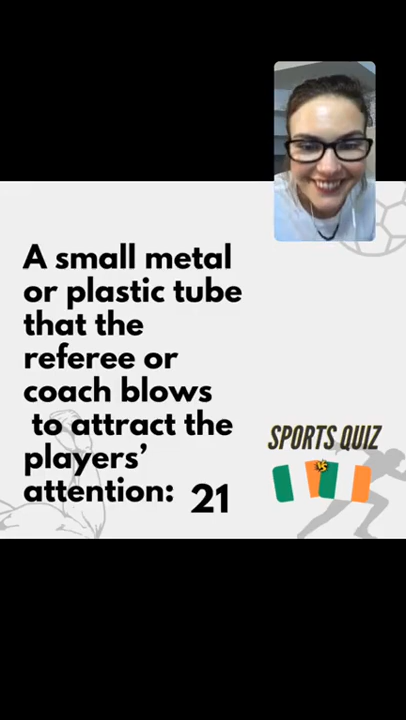 A small metal
or plastic tube
that the
referee or
coach blows
to attract the
players’
attention: 21
SPORTS QUIZ
VS